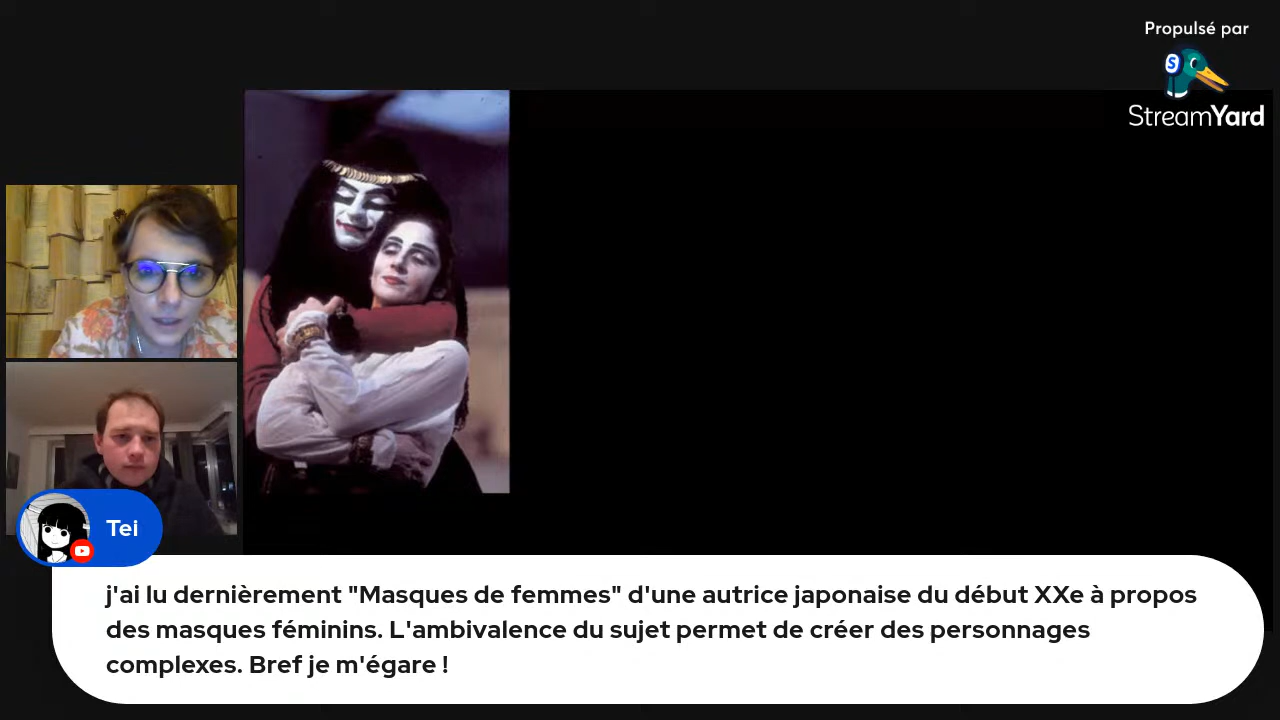 Propulsé par
S
StreamYard
Tei
j'ai lu dernièrement "Masques de femmes" d'une autrice japonaise du début XXe à propos
des masques féminins. L'ambivalence du sujet permet de créer des personnages
complexes. Bref je m'égare !